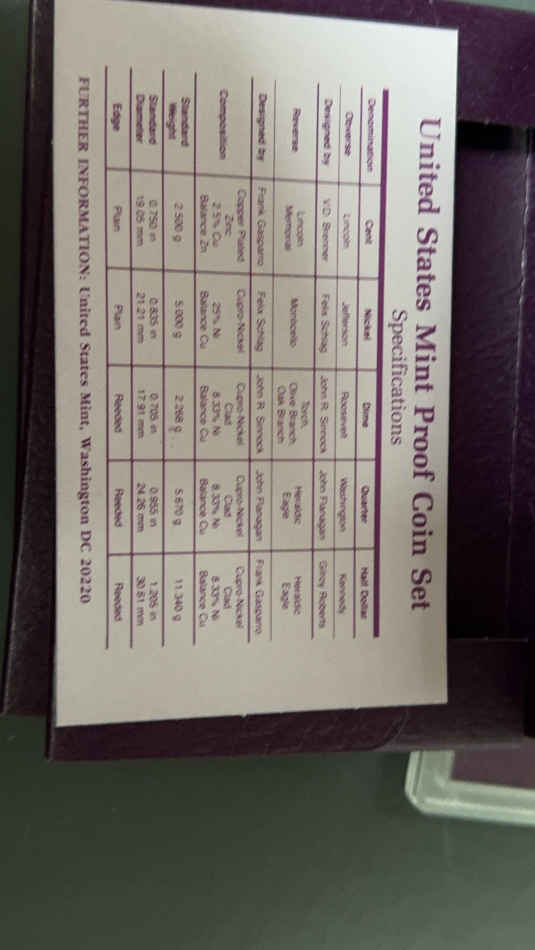 United States Mint Proof Coin Set
Specifications
Denomination Cent Nickel Dime Quarter Half Dollar
Obverse Lincoln Jefferson Roosevelt Washington Kennedy
Designed by V.D. Brenner Felix Schlag John R. Sinnock John Flanagan Gilroy Roberts
Reverse Lincoln Memorial Monticello Torch, Olive Branch, Oak Branch Heraldic Eagle Heraldic Eagle
Designed by Frank Gasparro Felix Schlag John R. Sinnock John Flanagan Frank Gasparro
Composition Copper Plated Zinc 2.5% Cu Balance Zn Cupro-Nickel 25% Ni Balance Cu Cupro-Nickel Clad 8.33% Ni Balance Cu Cupro-Nickel Clad 8.33% Ni Balance Cu Cupro-Nickel Clad 8.33% Ni Balance Cu
Standard Weight 2.500 g 5.000 g 2.268 g 5.670 g 11.340 g
Standard Diameter 0.750 in 19.05 mm 0.835 in 21.21 mm 0.705 in 17.91 mm 0.955 in 24.26 mm 1.205 in 30.61 mm
Edge Plain Plain Reeded Reeded Reeded
FURTHER INFORMATION: United States Mint, Washington DC 20220